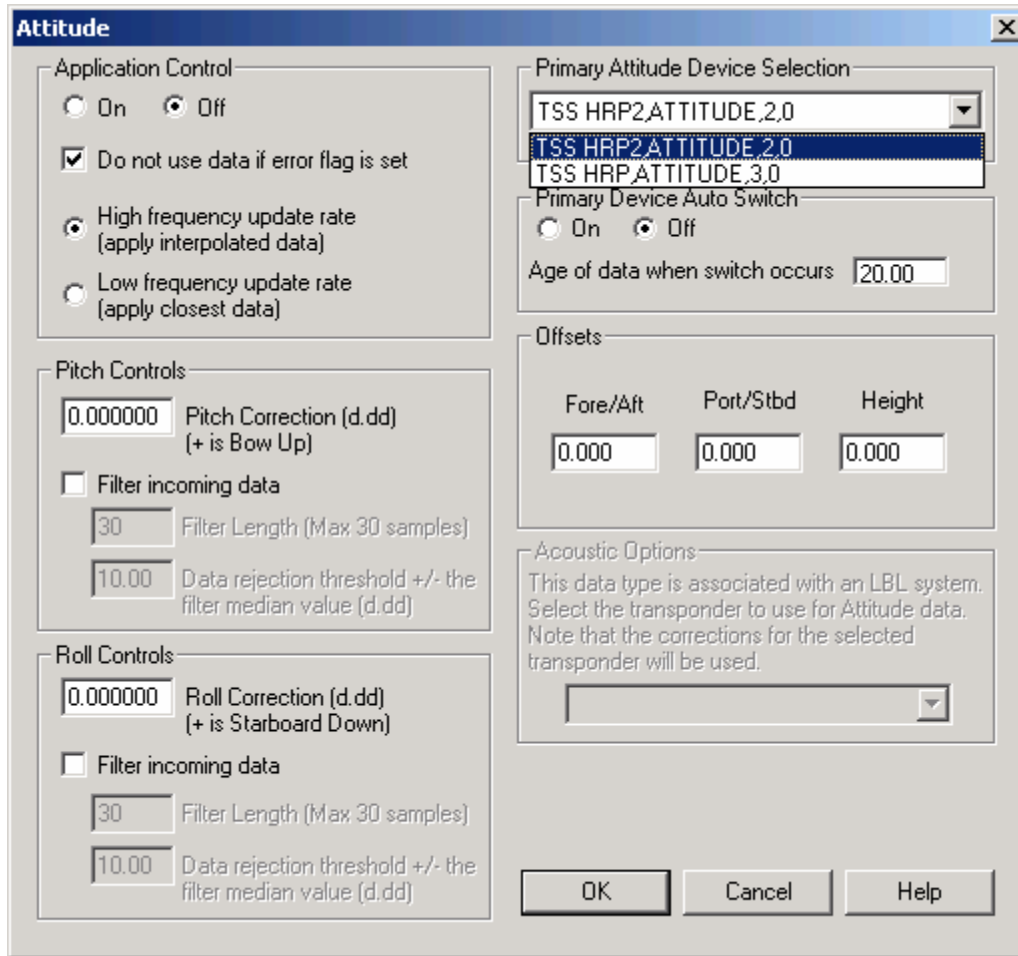 Attitude
Application Control
On Off
Do not use data if error flag is set
High frequency update rate
(apply interpolated data)
Low frequency update rate
(apply closest data)
Pitch Controls
0.000000 Pitch Correction (d.dd)
(+ is Bow Up)
Filter incoming data
30 Filter Length (Max 30 samples)
10.00 Data rejection threshold +/- the
filter median value (d.dd)
Roll Controls
0.000000 Roll Correction (d.dd)
(+ is Starboard Down)
Filter incoming data
30 Filter Length (Max 30 samples)
10.00 Data rejection threshold +/- the
filter median value (d.dd)
Primary Attitude Device Selection
TSS HRP2,ATTITUDE,2,0
TSS HRP2,ATTITUDE,2,0
TSS HRP,ATTITUDE,3,0
Primary Device Auto Switch
On Off
Age of data when switch occurs 20.00
Offsets
Fore/Aft Port/Stbd Height
0.000 0.000 0.000
Acoustic Options
This data type is associated with an LBL system.
Select the transponder to use for Attitude data.
Note that the corrections for the selected
transponder will be used.
OK Cancel Help